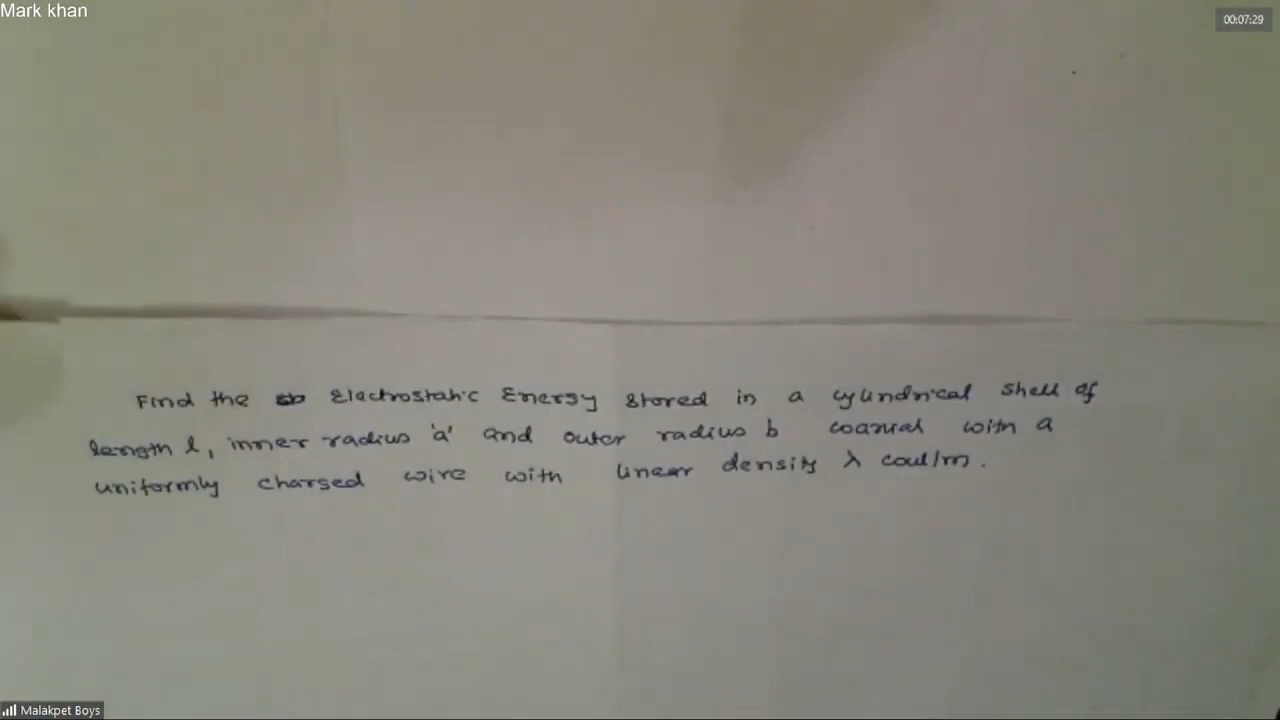 Mark khan
00:07:29
Find the Electrostatic Energy stored in a cylindrical shell of
length l, inner radius 'a' and outer radius b coaxial with a
uniformly charged wire with linear density λ coul/m.
Malakpet Boys